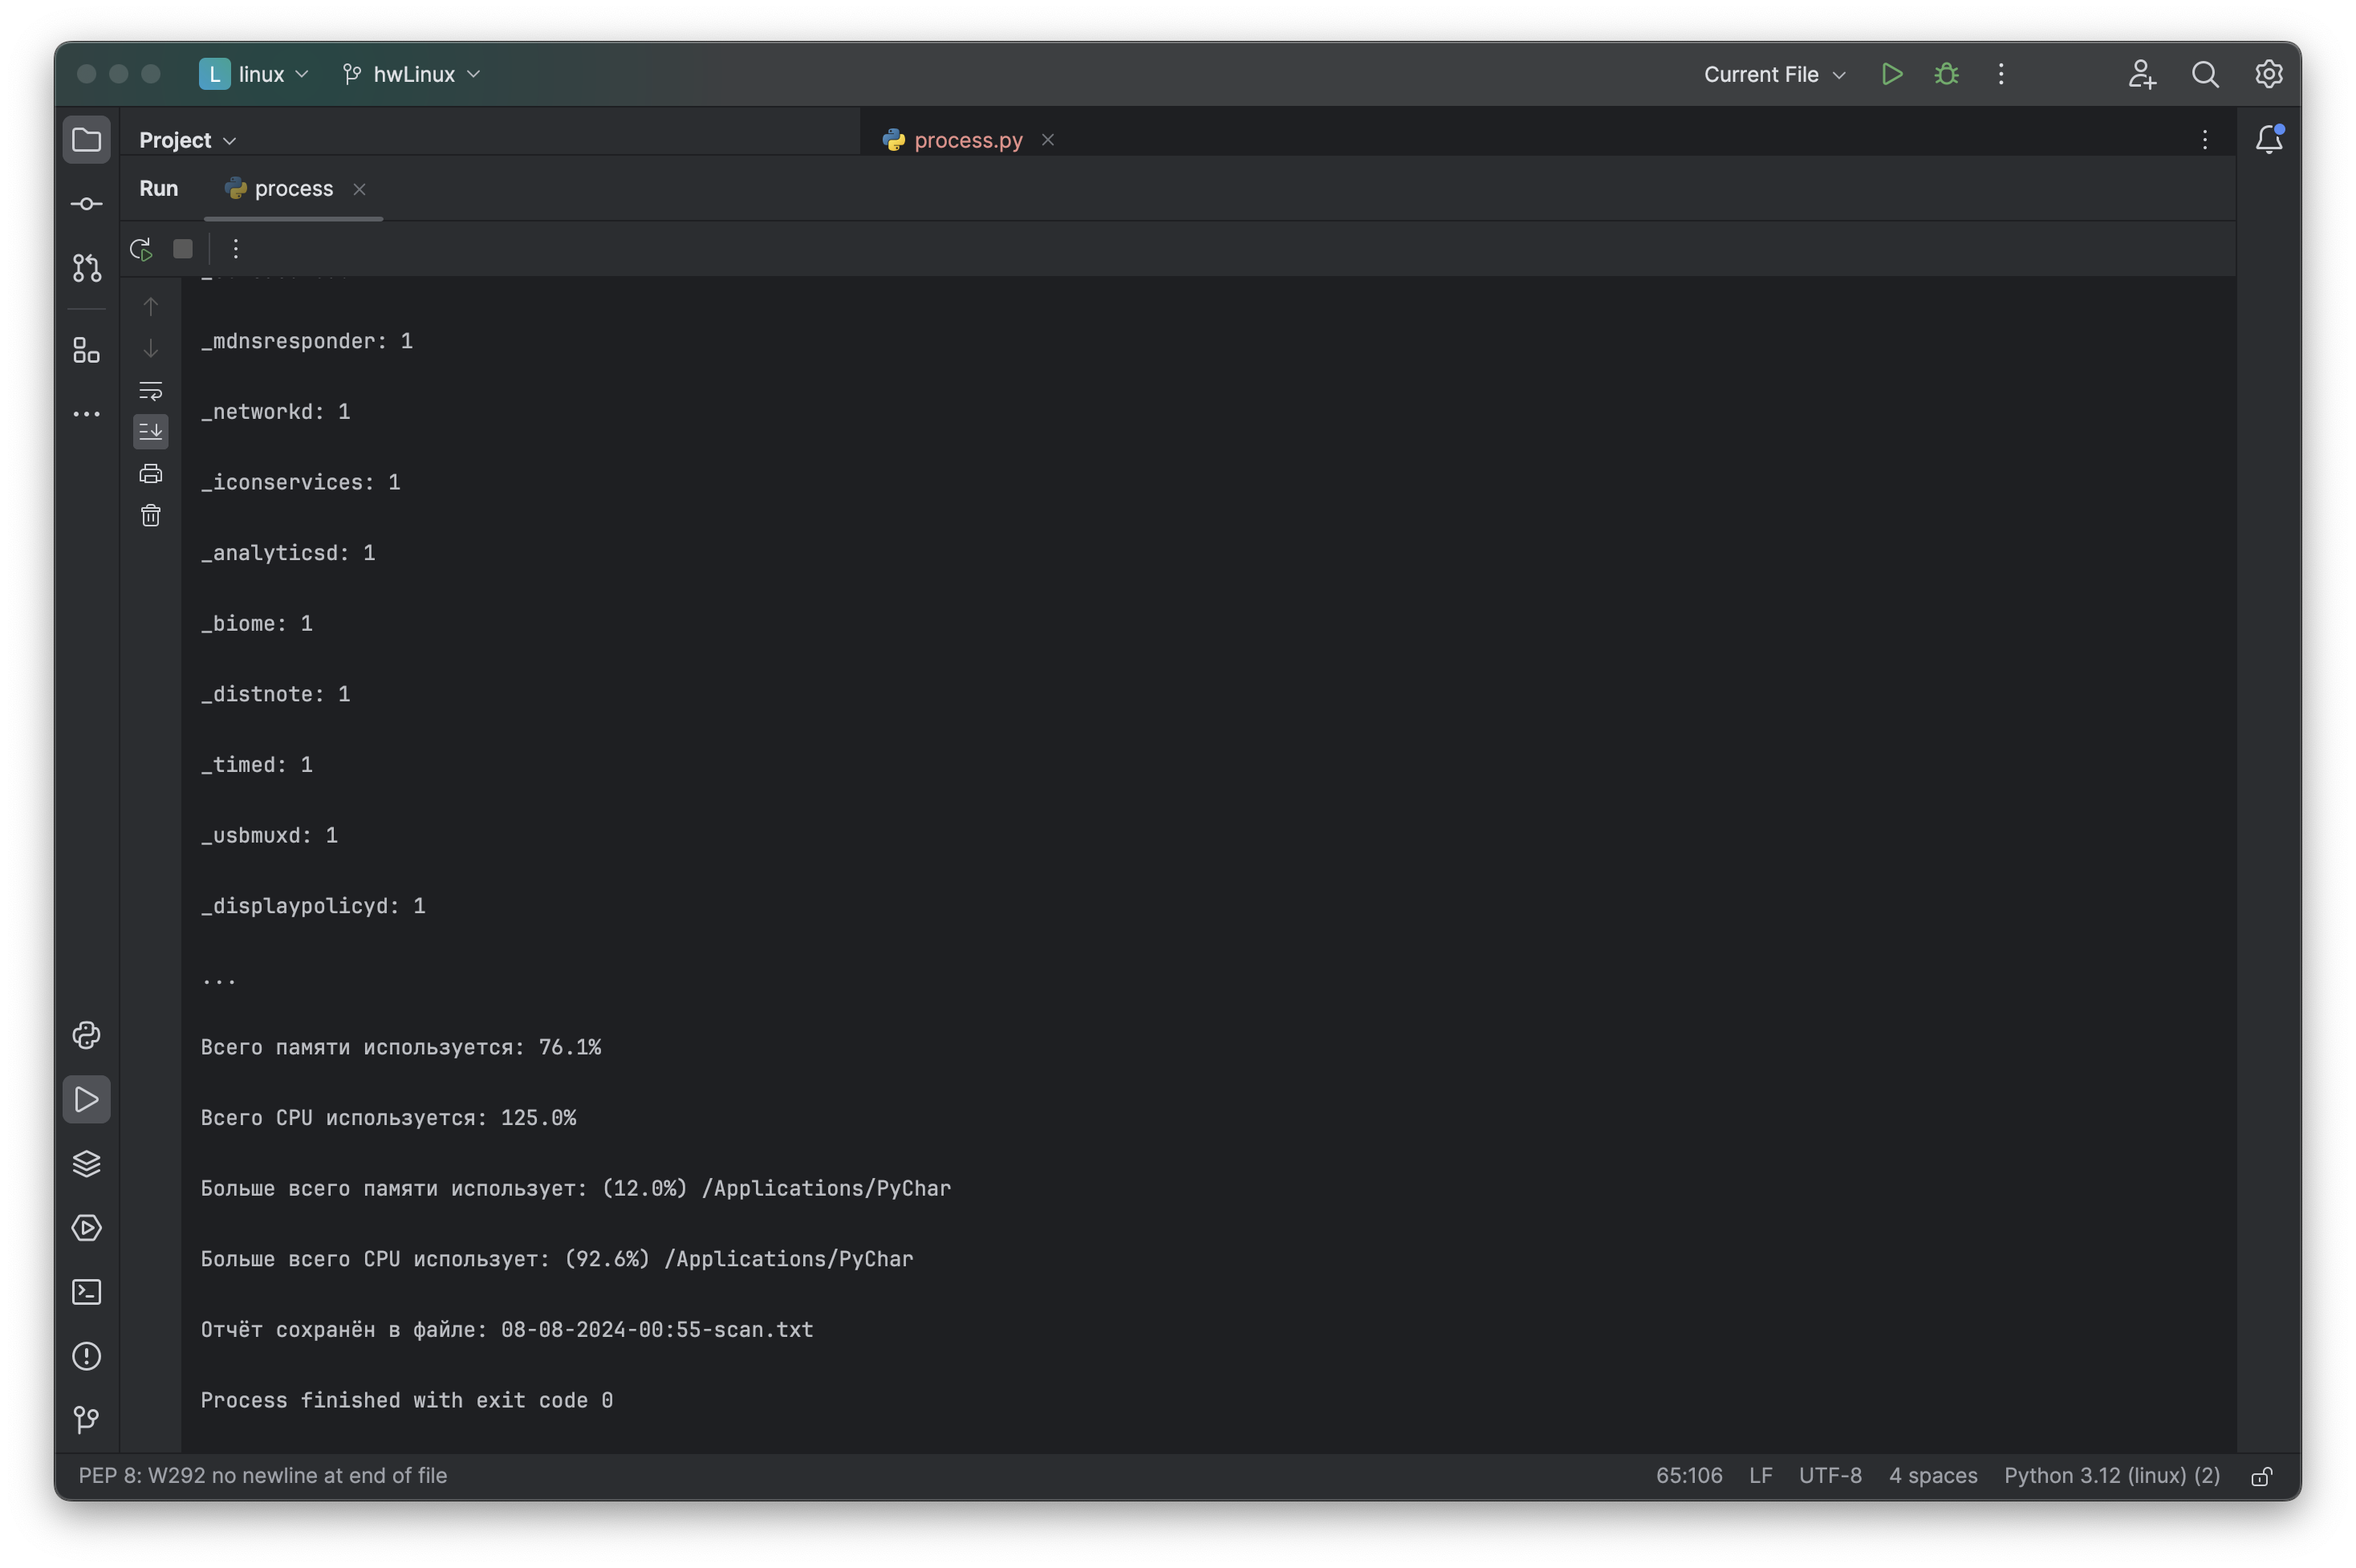 L linux hwLinux Current File
Project process.py
Run process
_mdnsresponder: 1
_networkd: 1
_iconservices: 1
_analyticsd: 1
_biome: 1
_distnote: 1
_timed: 1
_usbmuxd: 1
_displaypolicyd: 1
...
Всего памяти используется: 76.1%
Всего CPU используется: 125.0%
Больше всего памяти использует: (12.0%) /Applications/PyChar
Больше всего CPU использует: (92.6%) /Applications/PyChar
Отчёт сохранён в файле: 08-08-2024-00:55-scan.txt
Process finished with exit code 0
PEP 8: W292 no newline at end of file 65:106 LF UTF-8 4 spaces Python 3.12 (linux) (2)